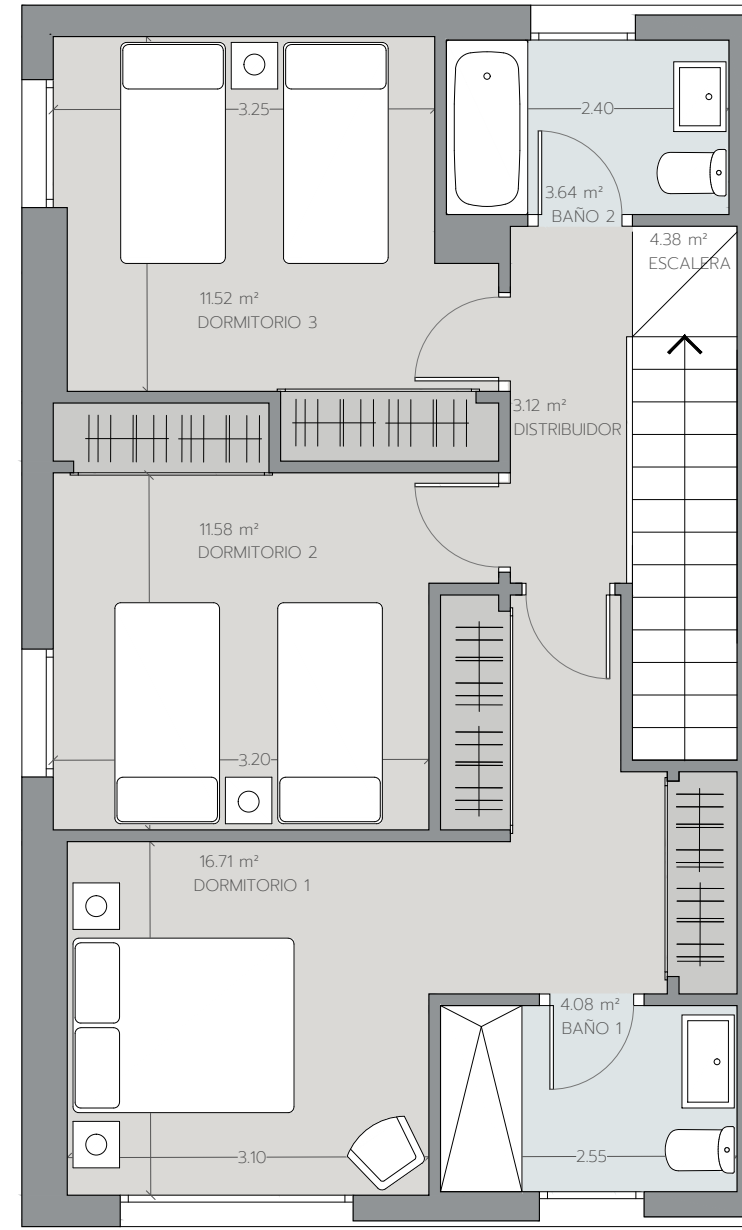 3.25
2.40
3.64 m²
BAÑO 2
4.38 m²
ESCALERA
11.52 m²
DORMITORIO 3
3.12 m²
DISTRIBUIDOR
11.58 m²
DORMITORIO 2
3.20
16.71 m²
DORMITORIO 1
4.08 m²
BAÑO 1
3.10
2.55